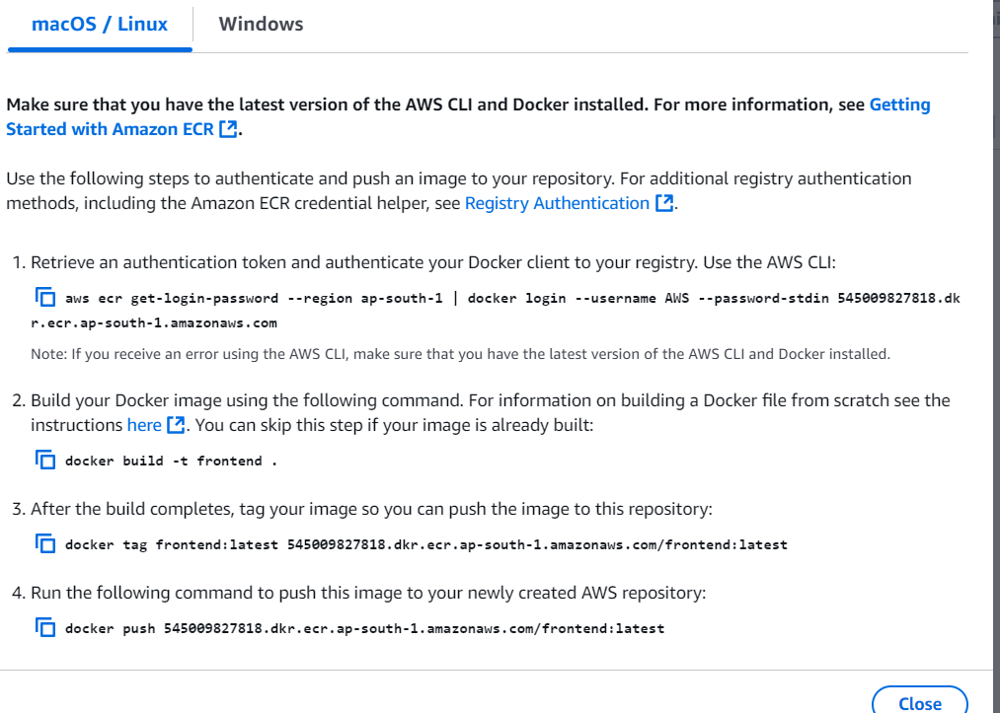 macOS / Linux
Windows
Make sure that you have the latest version of the AWS CLI and Docker installed. For more information, see Getting
Started with Amazon ECR.
Use the following steps to authenticate and push an image to your repository. For additional registry authentication
methods, including the Amazon ECR credential helper, see Registry Authentication.
1. Retrieve an authentication token and authenticate your Docker client to your registry. Use the AWS CLI:
aws ecr get-login-password --region ap-south-1 | docker login --username AWS --password-stdin 545009827818.dk
r.ecr.ap-south-1.amazonaws.com
Note: If you receive an error using the AWS CLI, make sure that you have the latest version of the AWS CLI and Docker installed.
2. Build your Docker image using the following command. For information on building a Docker file from scratch see the
instructions here. You can skip this step if your image is already built:
docker build -t frontend .
3. After the build completes, tag your image so you can push the image to this repository:
docker tag frontend:latest 545009827818.dkr.ecr.ap-south-1.amazonaws.com/frontend:latest
4. Run the following command to push this image to your newly created AWS repository:
docker push 545009827818.dkr.ecr.ap-south-1.amazonaws.com/frontend:latest
Close